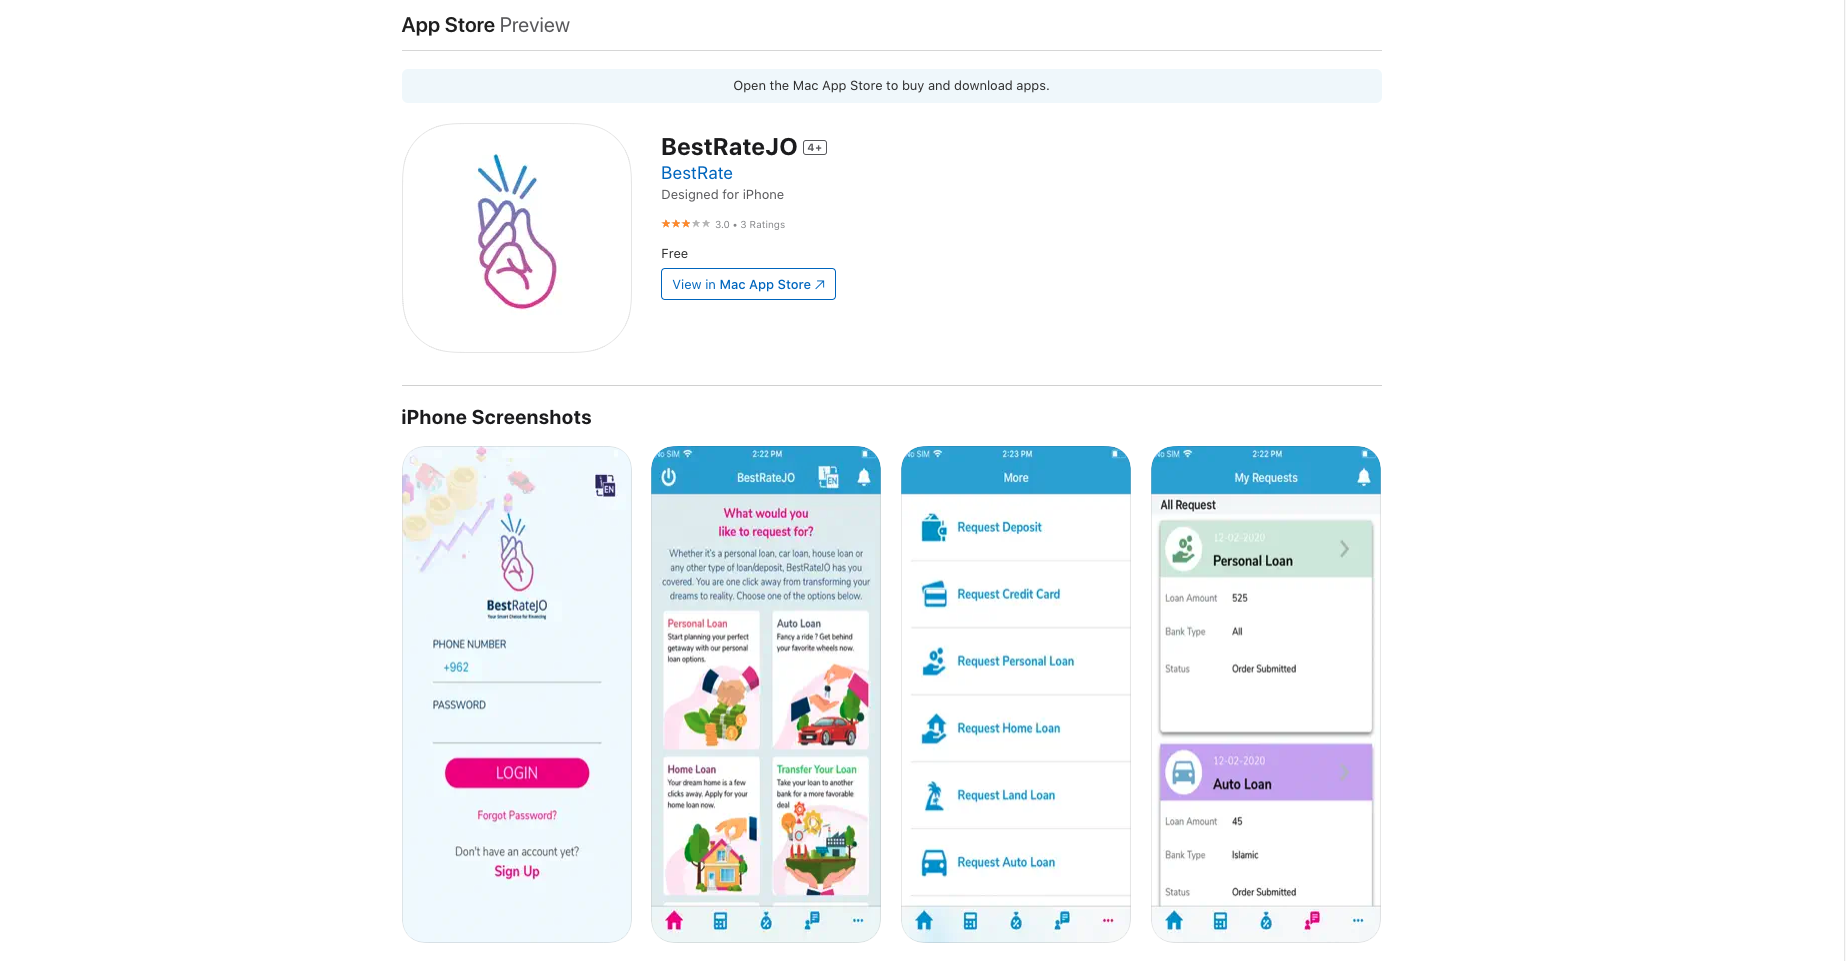 App Store Preview
Open the Mac App Store to buy and download apps.
BestRateJO 4+
BestRate
Designed for iPhone
3.0 • 3 Ratings
Free
View in Mac App Store
iPhone Screenshots
EN
BestRateJO
Your Smart Choice for Financing
PHONE NUMBER
+962
PASSWORD
LOGIN
Forgot Password?
Don't have an account yet?
Sign Up
No SIM 2:22 PM
BestRateJO EN
What would you
like to request for?
Whether it's a personal loan, car loan, house loan or
any other type of loan/deposit, BestRateJO has you
covered. You are one click away from transforming your
dreams to reality. Choose one of the options below.
Personal Loan
Start planning your perfect
getaway with our personal
loan options.
Auto Loan
Fancy a ride ? Get behind
your favorite wheels now.
Home Loan
Your dream home is a few
clicks away. Apply for your
home loan now.
Transfer Your Loan
Take your loan to another
bank for a more favorable
deal
No SIM 2:23 PM
More
Request Deposit
Request Credit Card
Request Personal Loan
Request Home Loan
Request Land Loan
Request Auto Loan
No SIM 2:22 PM
My Requests
All Request
12-02-2020
Personal Loan
Loan Amount 525
Bank Type All
Status Order Submitted
12-02-2020
Auto Loan
Loan Amount 45
Bank Type Islamic
Status Order Submitted